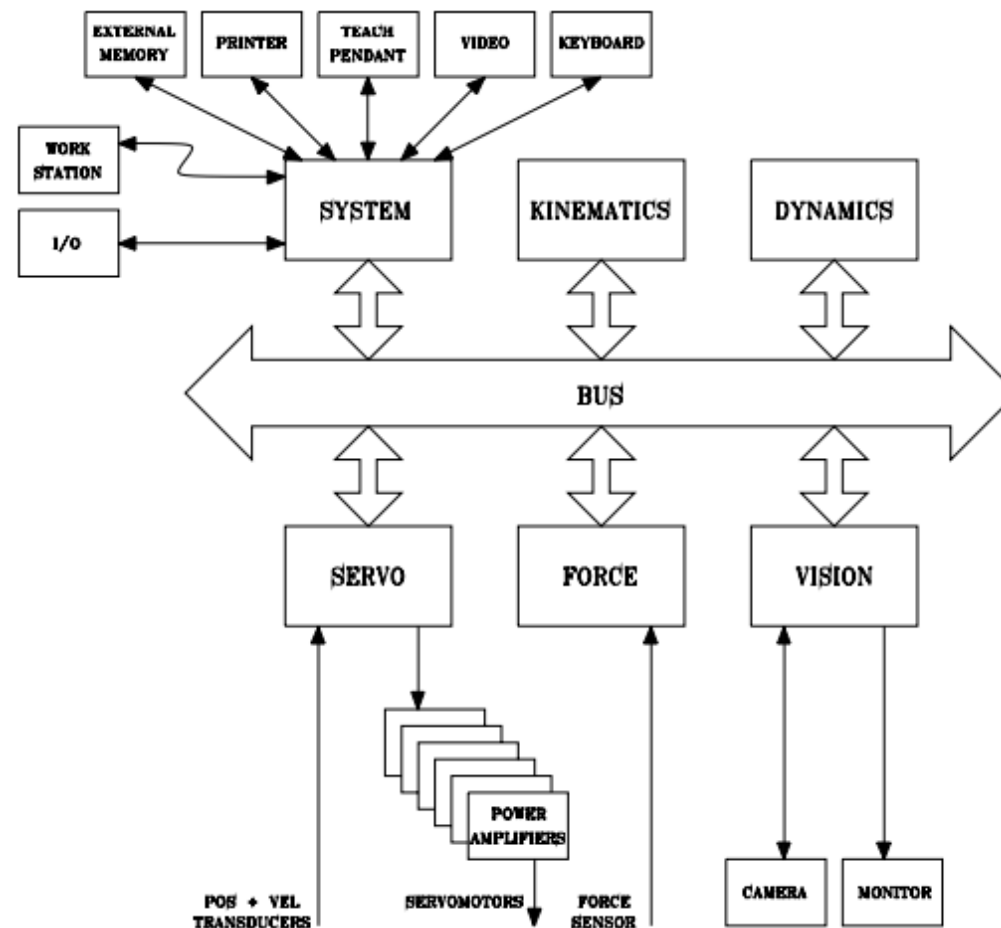 EXTERNAL
MEMORY
PRINTER
TEACH
PENDANT
VIDEO
KEYBOARD
WORK
STATION
I/O
SYSTEM
KINEMATICS
DYNAMICS
BUS
SERVO
FORCE
VISION
POWER
AMPLIFIERS
POS + VEL
TRANSDUCERS
SERVOMOTORS
FORCE
SENSOR
CAMERA
MONITOR